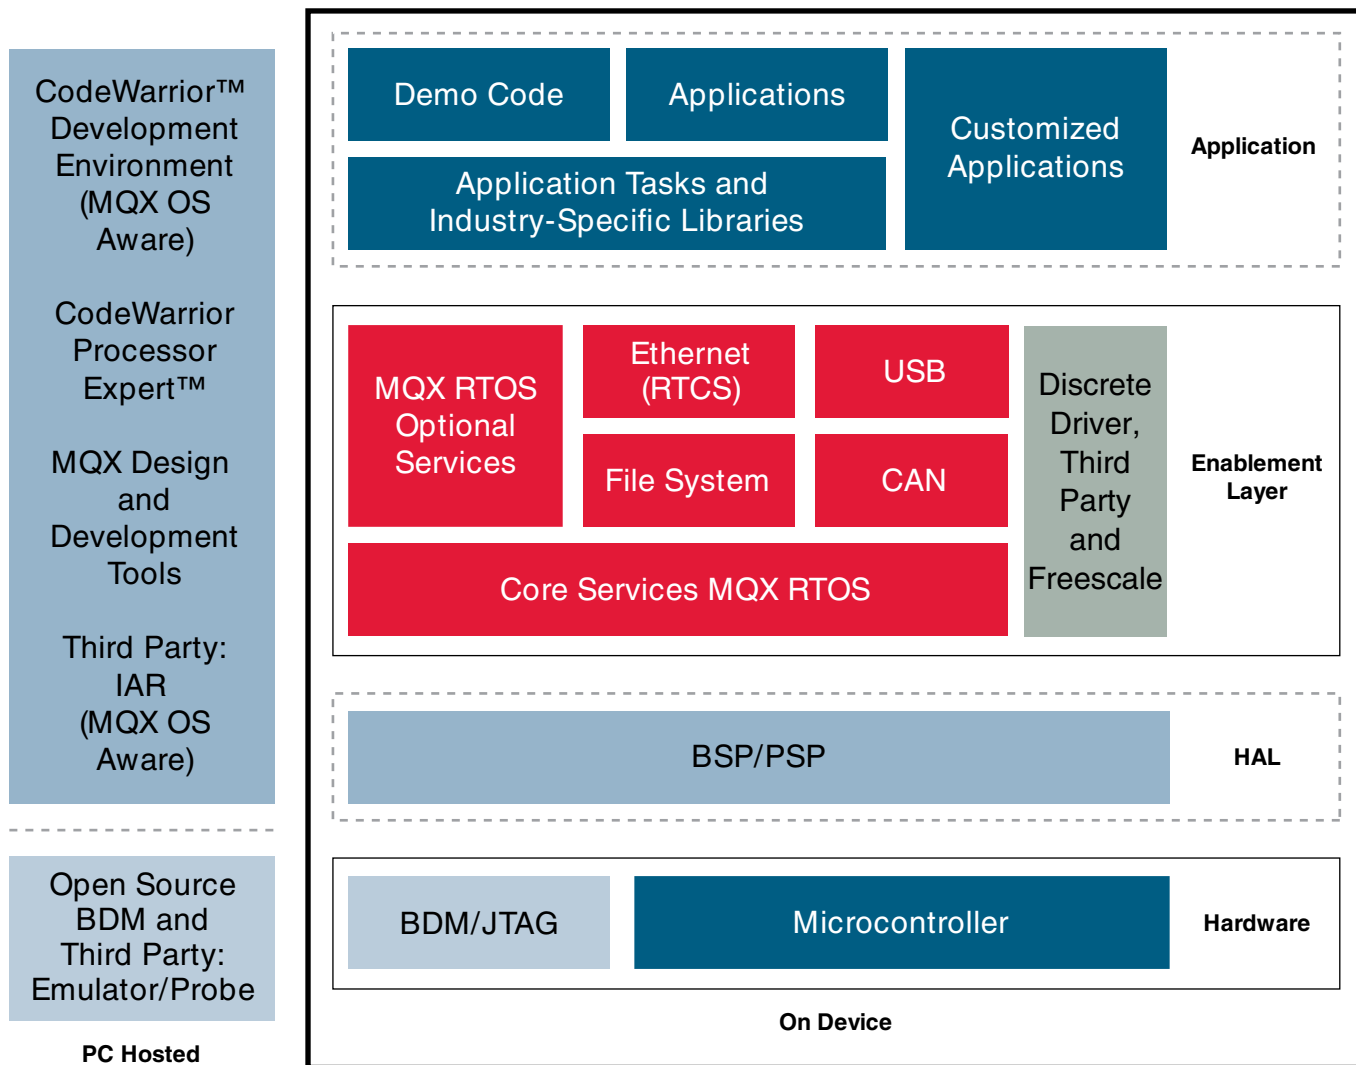 CodeWarrior™
Development
Environment
(MQX OS
Aware)
CodeWarrior
Processor
Expert™
MQX Design
and
Development
Tools
Third Party:
IAR
(MQX OS
Aware)
Open Source
BDM and
Third Party:
Emulator/Probe
PC Hosted
Demo Code
Applications
Customized
Applications
Application Tasks and
Industry-Specific Libraries
Application
MQX RTOS
Optional
Services
Ethernet
(RTCS)
USB
File System
CAN
Core Services MQX RTOS
Discrete
Driver,
Third
Party
and
Freescale
Enablement
Layer
BSP/PSP
HAL
BDM/JTAG
Microcontroller
Hardware
On Device